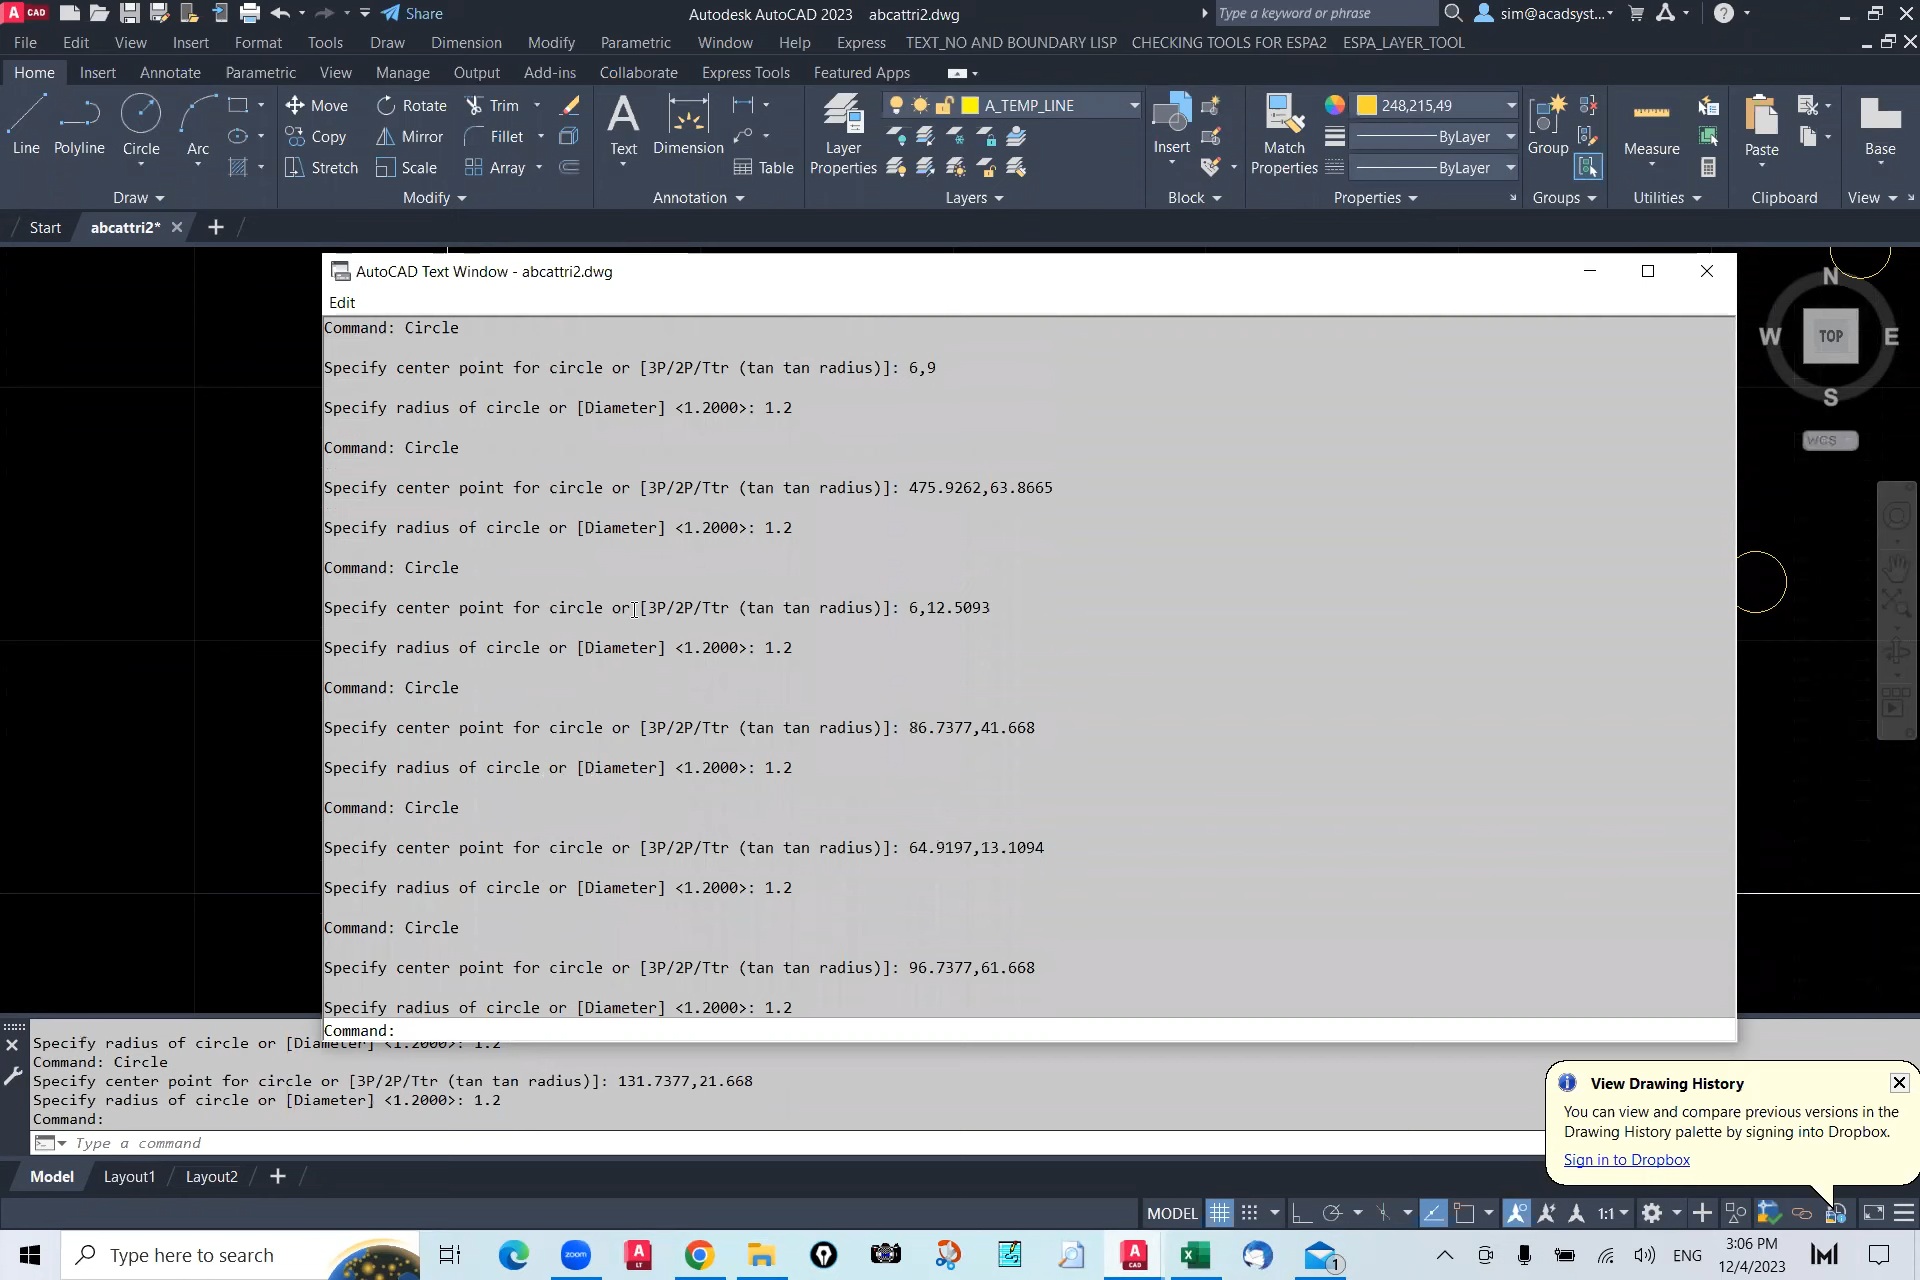 CAD
Share
Autodesk AutoCAD 2023 abcattri2.dwg
Type a keyword or phrase
sim@acadsyst...
File Edit View Insert Format Tools Draw Dimension Modify Parametric Window Help Express TEXT_NO AND BOUNDARY LISP CHECKING TOOLS FOR ESPA2 ESPA_LAYER_TOOL
Home Insert Annotate Parametric View Manage Output Add-ins Collaborate Express Tools Featured Apps
Line Polyline Circle Arc
Move Rotate Trim
Copy Mirror Fillet
Stretch Scale Array
Text Dimension
Table
Layer Properties
A_TEMP_LINE
Insert
Match Properties
248,215,49
ByLayer
ByLayer
Group
Measure
Paste
Base
Draw Modify Annotation Layers Block Properties Groups Utilities Clipboard View
Start abcattri2*
AutoCAD Text Window - abcattri2.dwg
Edit
Command: Circle
Specify center point for circle or [3P/2P/Ttr (tan tan radius)]: 6,9
Specify radius of circle or [Diameter] <1.2000>: 1.2
Command: Circle
Specify center point for circle or [3P/2P/Ttr (tan tan radius)]: 475.9262,63.8665
Specify radius of circle or [Diameter] <1.2000>: 1.2
Command: Circle
Specify center point for circle or [3P/2P/Ttr (tan tan radius)]: 6,12.5093
Specify radius of circle or [Diameter] <1.2000>: 1.2
Command: Circle
Specify center point for circle or [3P/2P/Ttr (tan tan radius)]: 86.7377,41.668
Specify radius of circle or [Diameter] <1.2000>: 1.2
Command: Circle
Specify center point for circle or [3P/2P/Ttr (tan tan radius)]: 64.9197,13.1094
Specify radius of circle or [Diameter] <1.2000>: 1.2
Command: Circle
Specify center point for circle or [3P/2P/Ttr (tan tan radius)]: 96.7377,61.668
Specify radius of circle or [Diameter] <1.2000>: 1.2
Command:
N
W TOP E
S
WCS
Specify radius of circle or [Diameter] <1.2000>: 1.2
Command: Circle
Specify center point for circle or [3P/2P/Ttr (tan tan radius)]: 131.7377,21.668
Specify radius of circle or [Diameter] <1.2000>: 1.2
Command:
Type a command
View Drawing History
You can view and compare previous versions in the
Drawing History palette by signing into Dropbox.
Sign in to Dropbox
Model Layout1 Layout2
MODEL
1:1
Type here to search
zoom
LT
CAD
1
ENG
3:06 PM
12/4/2023